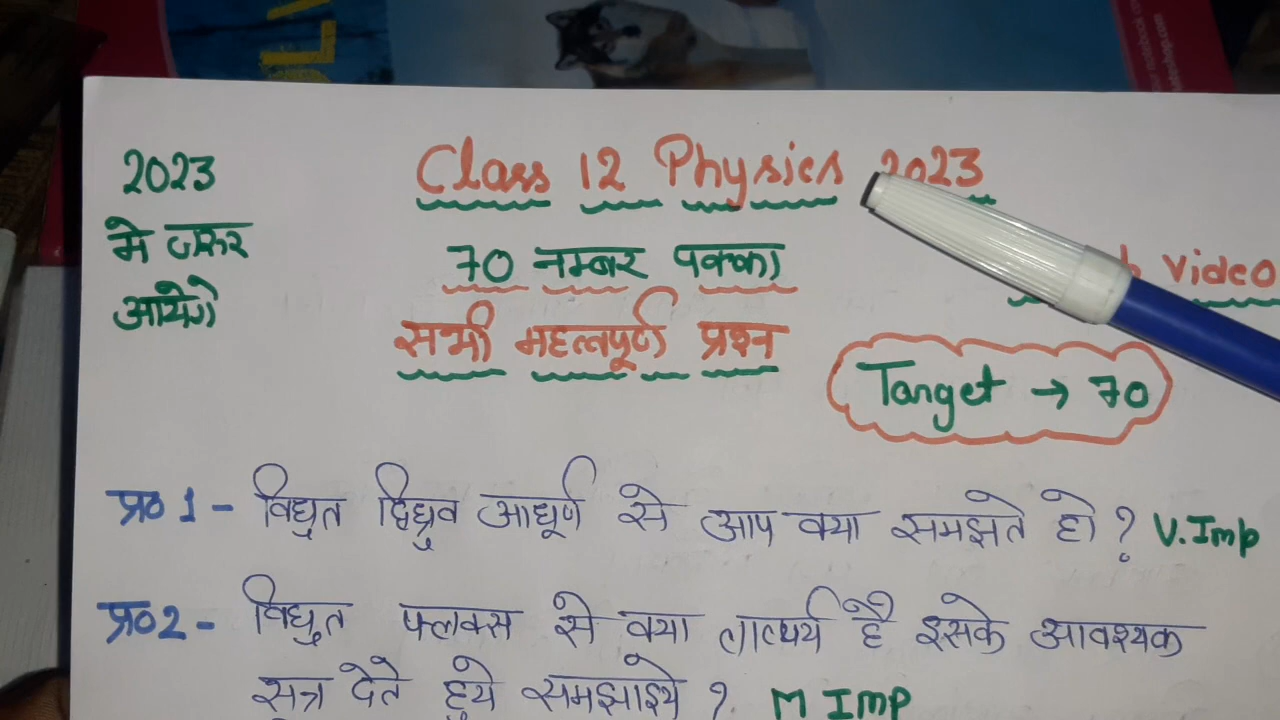 2023
मे जरूर
आयेगे
Class 12 Physics 2023
70 नम्बर पक्का
सभी महत्वपूर्ण प्रश्न
video
Target → 70
प्र० 1 - विधुत द्विध्रुव आधूर्ण से आप क्या समझते हो ? V. Imp
प्र० 2 - विधुत फ्लक्स से क्या तात्पर्य है इसके आवश्यक
सूत्र देते हुये समझाइये ? M Imp